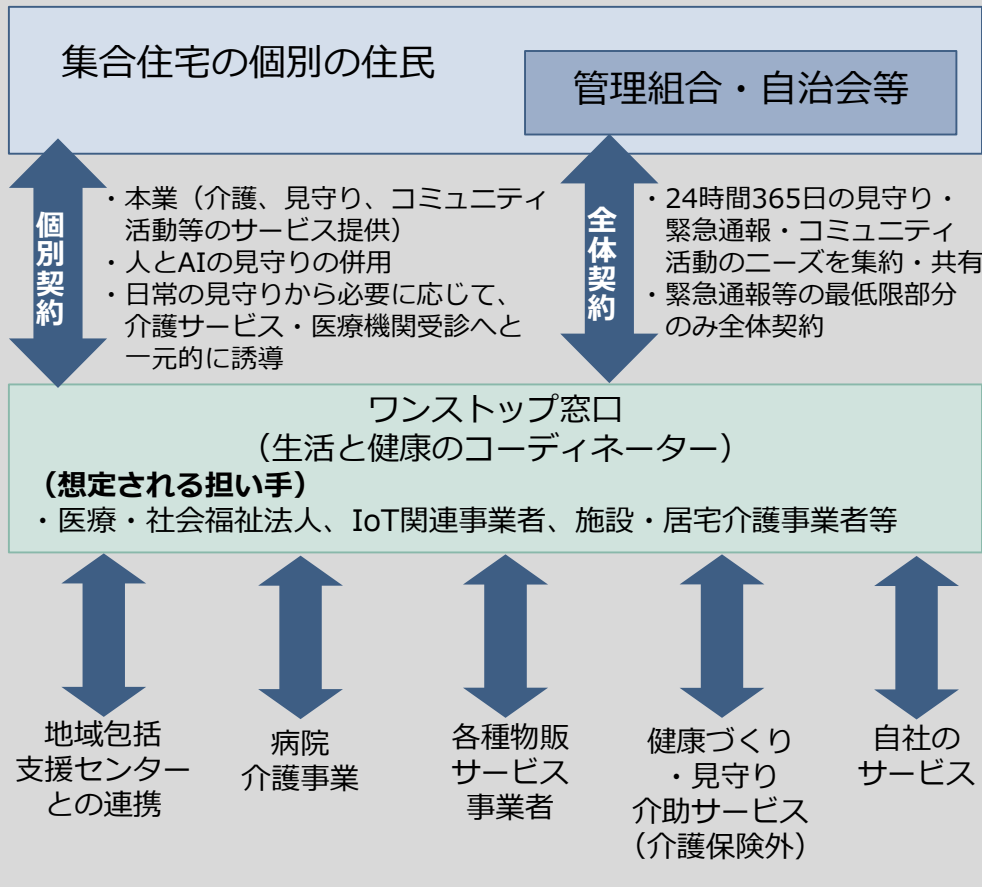 集合住宅の個別の住民
管理組合・自治会等
個別契約
・本業（介護、見守り、コミュニティ
活動等のサービス提供）
・人とAIの見守りの併用
・日常の見守りから必要に応じて、
介護サービス・医療機関受診へと
一元的に誘導
全体契約
・24時間365日の見守り・
緊急通報・コミュニティ
活動のニーズを集約・共有
・緊急通報等の最低限部分
のみ全体契約
ワンストップ窓口
（生活と健康のコーディネーター）
（想定される担い手）
・医療・社会福祉法人、IoT関連事業者、施設・居宅介護事業者等
地域包括
支援センター
との連携
病院
介護事業
各種物販
サービス
事業者
健康づくり
・見守り
介助サービス
（介護保険外）
自社の
サービス